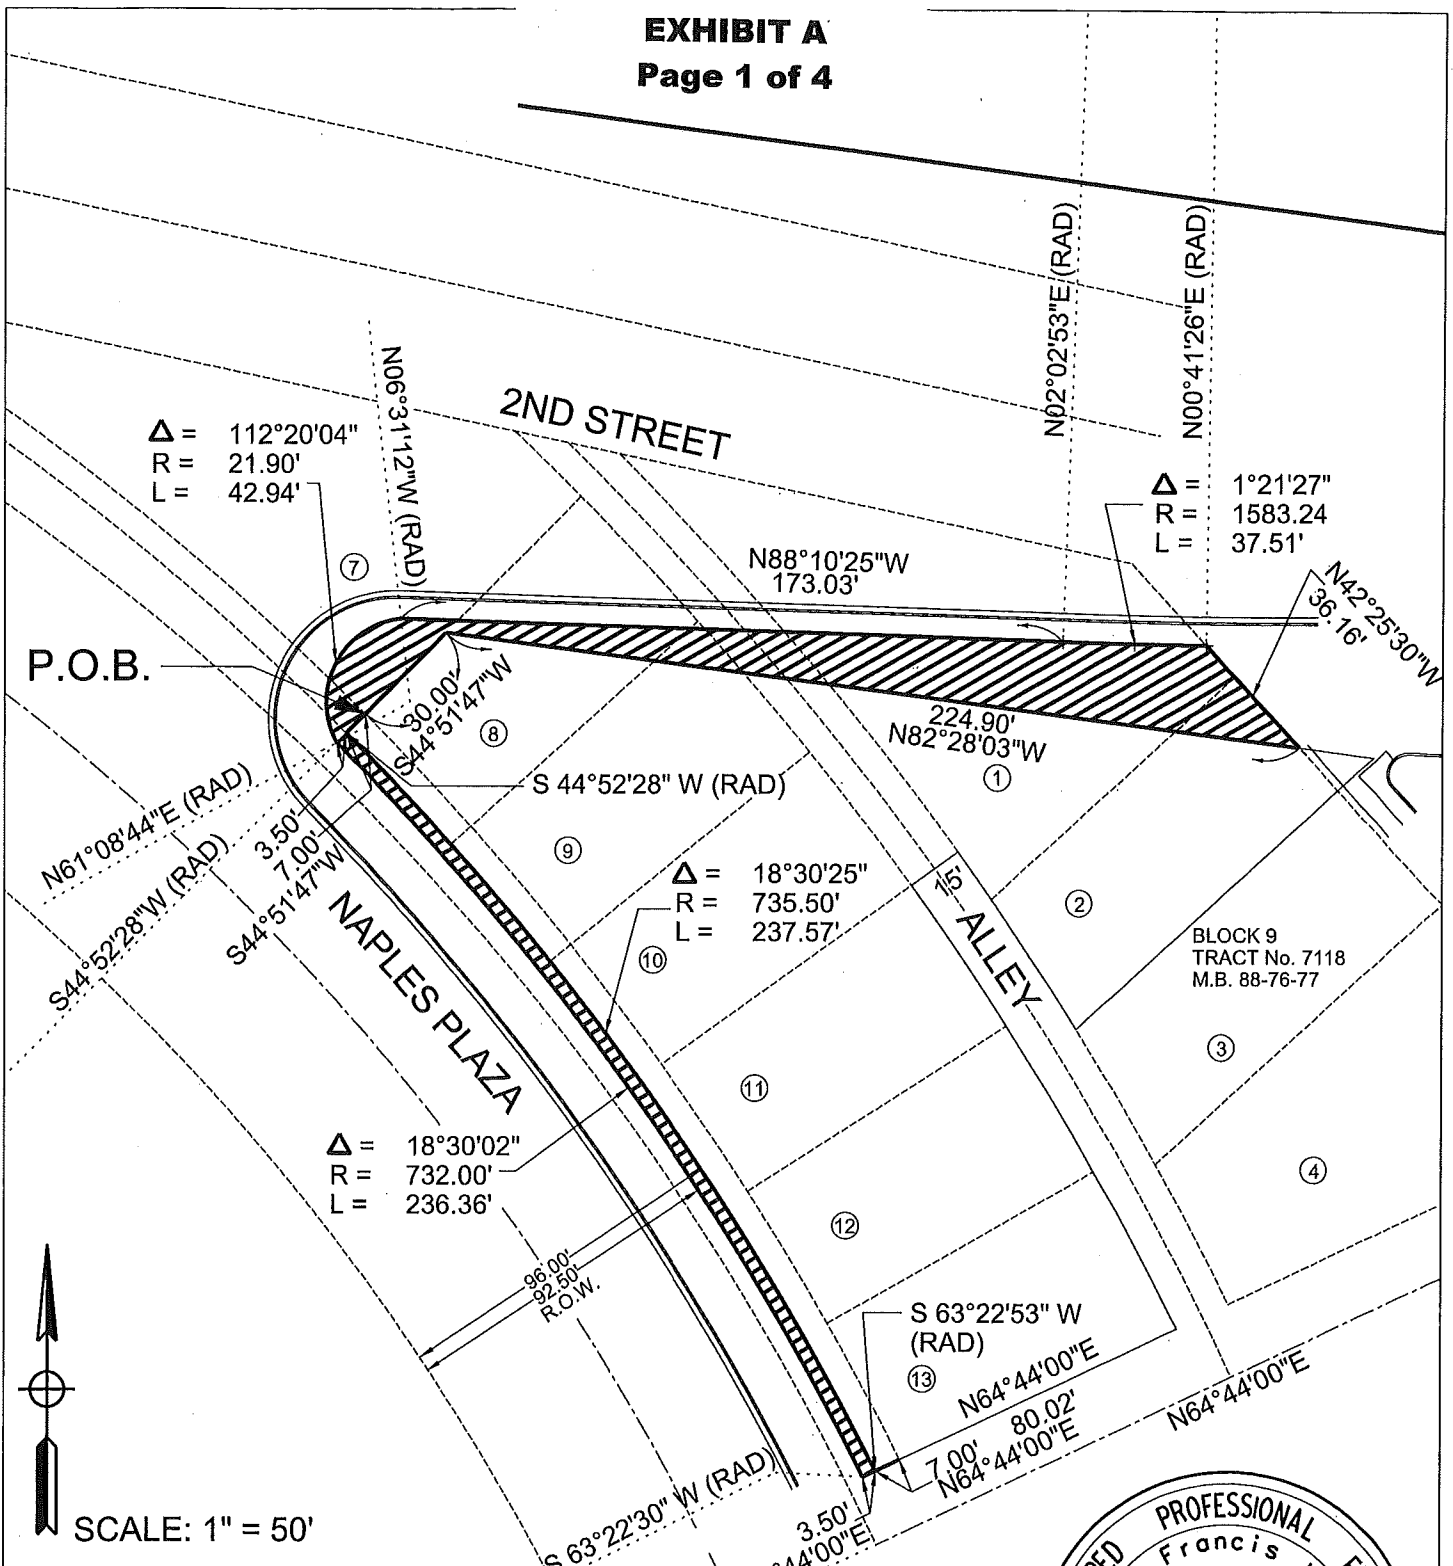 EXHIBIT A
Page 1 of 4
N02°02'53"E (RAD)
N00°41'26"E (RAD)
N06°31'12"W (RAD)
2ND STREET
Δ = 112°20'04"
R = 21.90'
L = 42.94'
Δ = 1°21'27"
R = 1583.24
L = 37.51'
N88°10'25"W
173.03'
N42°25'30"W
36.16'
7
P.O.B.
30.00'
S44°51'47"W
8
224.90'
N82°28'03"W
1
S 44°52'28" W (RAD)
N61°08'44"E (RAD)
S44°52'28"W (RAD)
3.50'
7.00'
S44°51'47"W
9
Δ = 18°30'25"
R = 735.50'
L = 237.57'
15'
ALLEY
2
NAPLES PLAZA
10
BLOCK 9
TRACT No. 7118
M.B. 88-76-77
3
11
Δ = 18°30'02"
R = 732.00'
L = 236.36'
4
12
96.00'
92.50'
R.O.W.
S 63°22'53" W
(RAD)
13
N64°44'00"E
80.02'
7.00'
N64°44'00"E
N64°44'00"E
S 63°22'30" W (RAD)
3.50'
44'00"E
SCALE: 1" = 50'
PROFESSIONAL
Francis